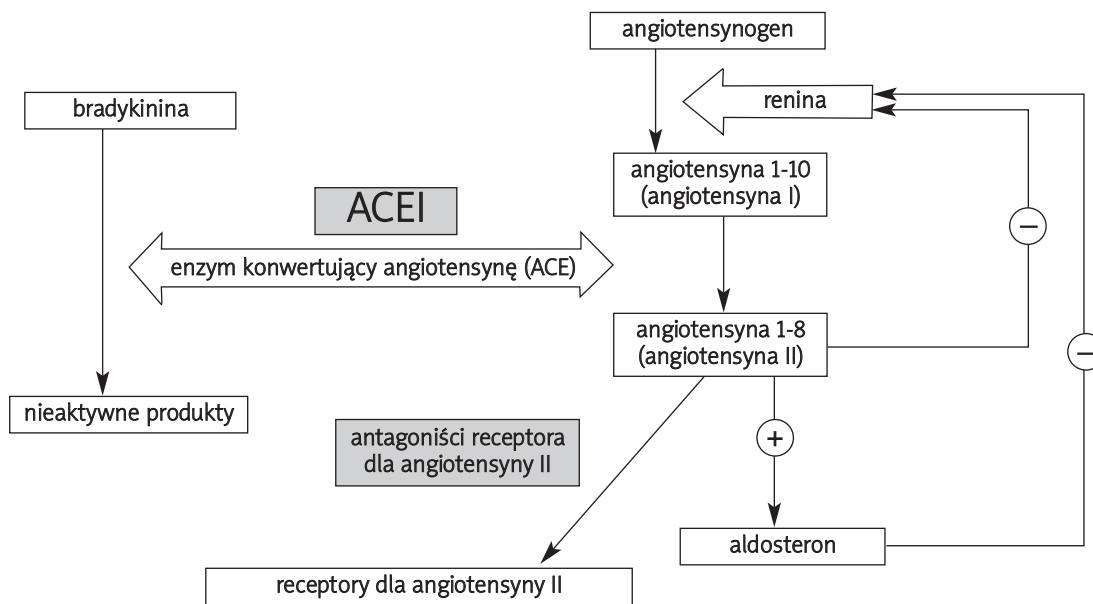 angiotensynogen
renina
bradykinina
angiotensyna 1-10
(angiotensyna I)
ACEI
enzym konwertujący angiotensynę (ACE)
−
angiotensyna 1-8
(angiotensyna II)
−
nieaktywne produkty
antagoniści receptora
dla angiotensyny II
+
aldosteron
receptory dla angiotensyny II